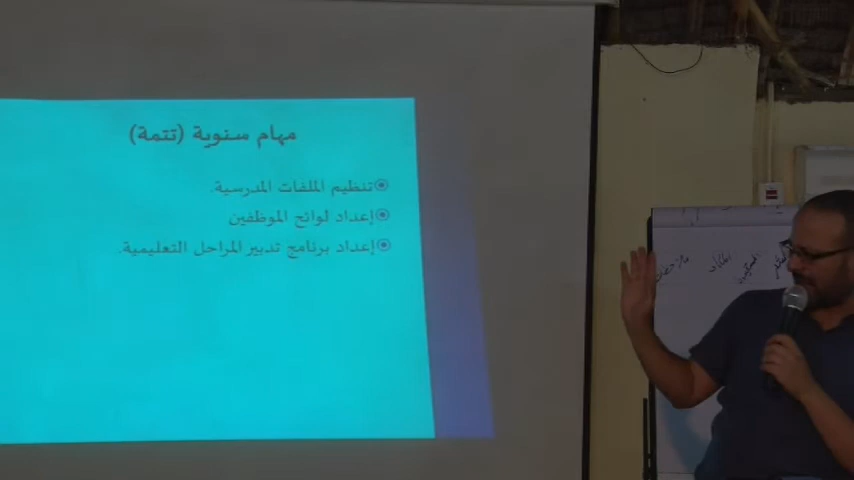 مهام سنوية (تتمة)
تنظيم الملفات المدرسية.
إعداد لوائح الموظفين
إعداد برنامج تدبير المراحل التعليمية.